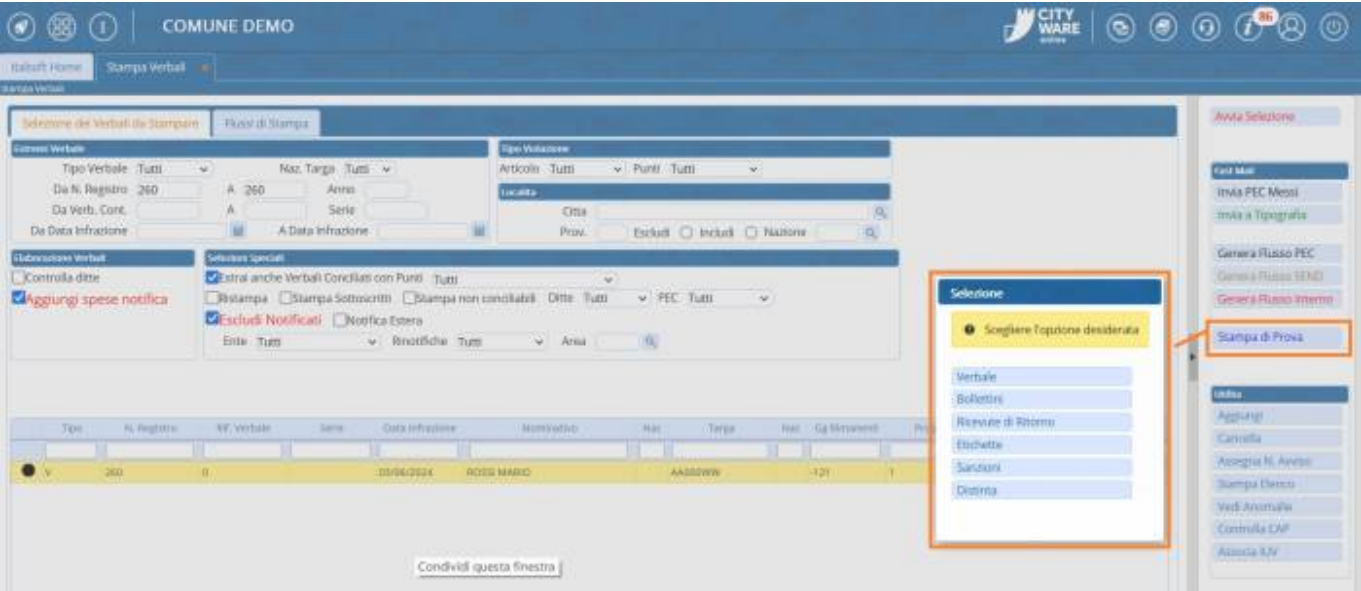 COMUNE DEMO
CITY WARE online
86
Italsoft Home Stampa Verbali
Stampa Verbali
Selezione dei Verbali da Stampare Flussi di Stampa
Estremi Verbale Tipo Violazione
Tipo Verbale Tutti Naz. Targa Tutti Articolo Tutti Punti Tutti
Da N. Registro 260 A 260 Anno Localita
Da Verb. Cont. A Serie Citta
Da Data Infrazione A Data Infrazione Prov. Escludi Includi Nazione
Elaborazione Verbali Selezioni Speciali
Controlla ditte Estrai anche Verbali Conciliati con Punti Tutti
Aggiungi spese notifica Ristampa Stampa Sottoscritti Stampa non conciliabili Ditte Tutti PEC Tutti
Escludi Notificati Notifica Estera
Ente Tutti Rinotifiche Tutti Area
Tipo N. Registro Rif. Verbale Serie Data Infrazione Nominativo Naz Targa Naz Gg Rimanenti
V 260 0 03/06/2024 ROSSI MARIO AA000WW -121 1
Condividi questa finestra
Selezione
Scegliere l'opzione desiderata
Verbale
Bollettini
Ricevute di Ritorno
Etichette
Sanzioni
Distinta
Avvia Selezione
Fast Mail
Invia PEC Messi
Invia a Tipografia
Genera Flusso PEC
Genera Flusso SEND
Genera Flusso Interno
Stampa di Prova
Utilita
Aggiungi
Cancella
Assegna N. Avviso
Stampa Elenco
Vedi Anomalie
Controlla CAP
Associa IUV